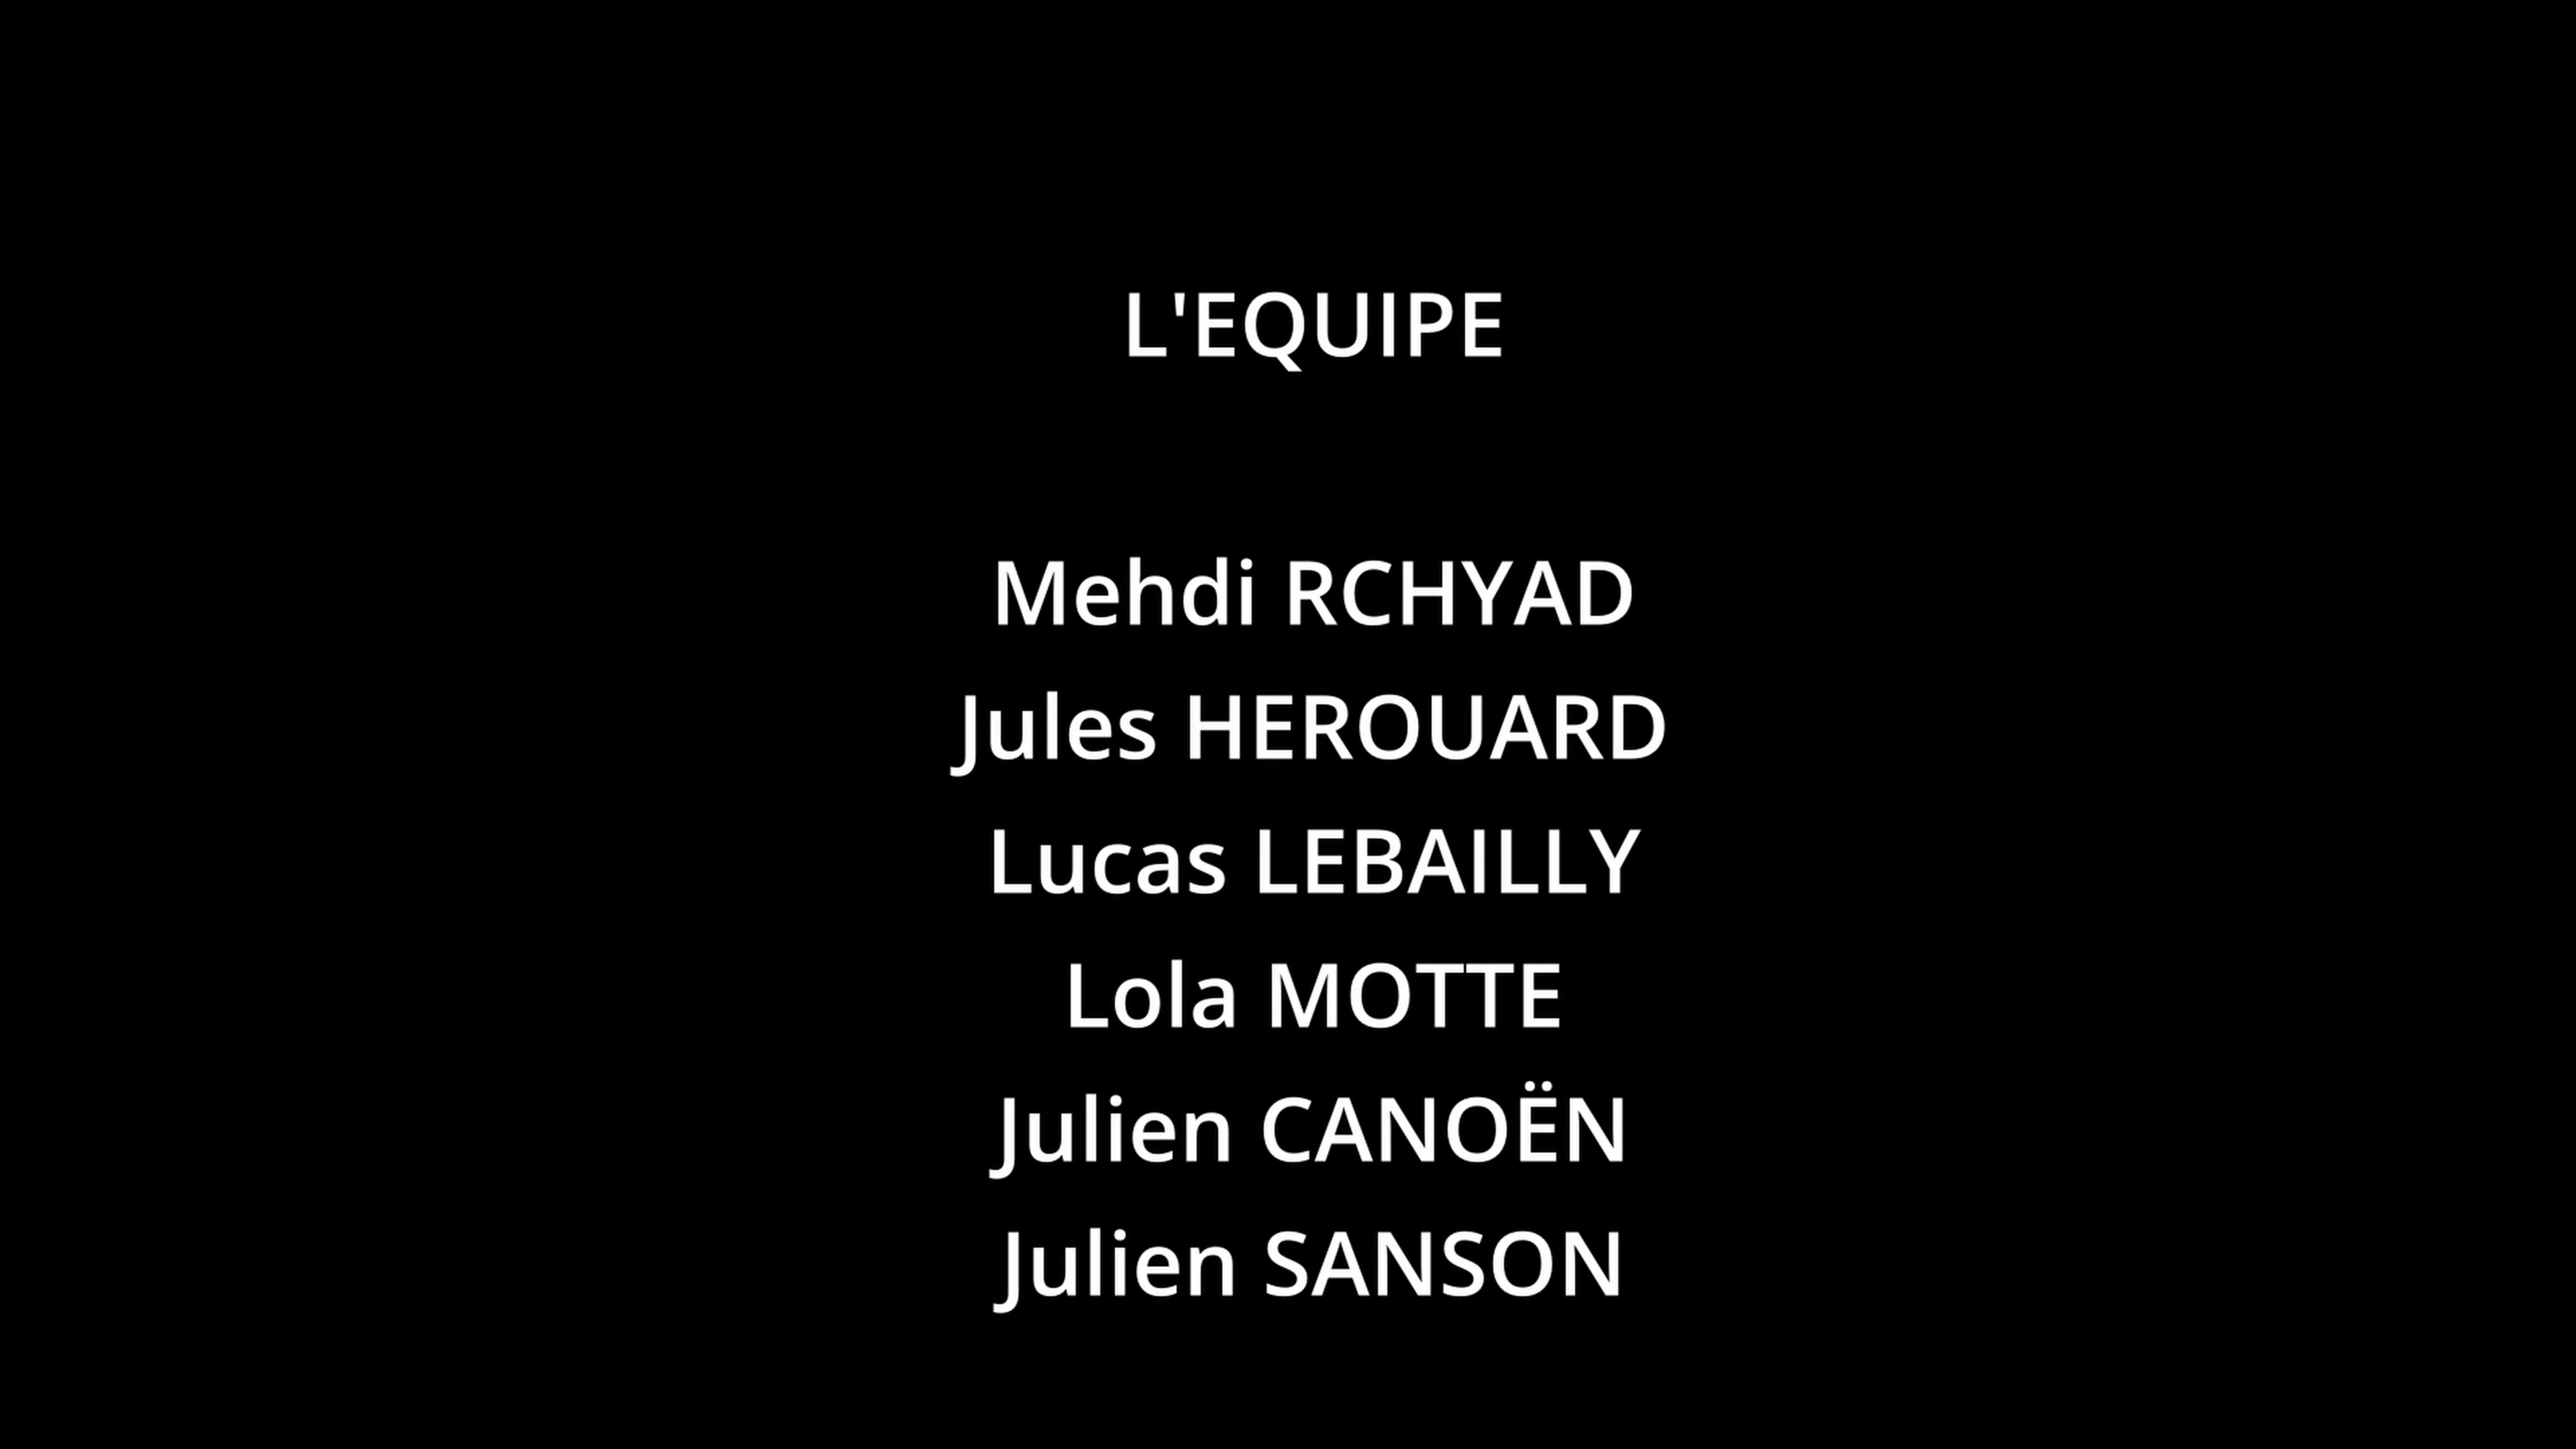 L'EQUIPE
Mehdi RCHYAD
Jules HEROUARD
Lucas LEBAILLY
Lola MOTTE
Julien CANOËN
Julien SANSON